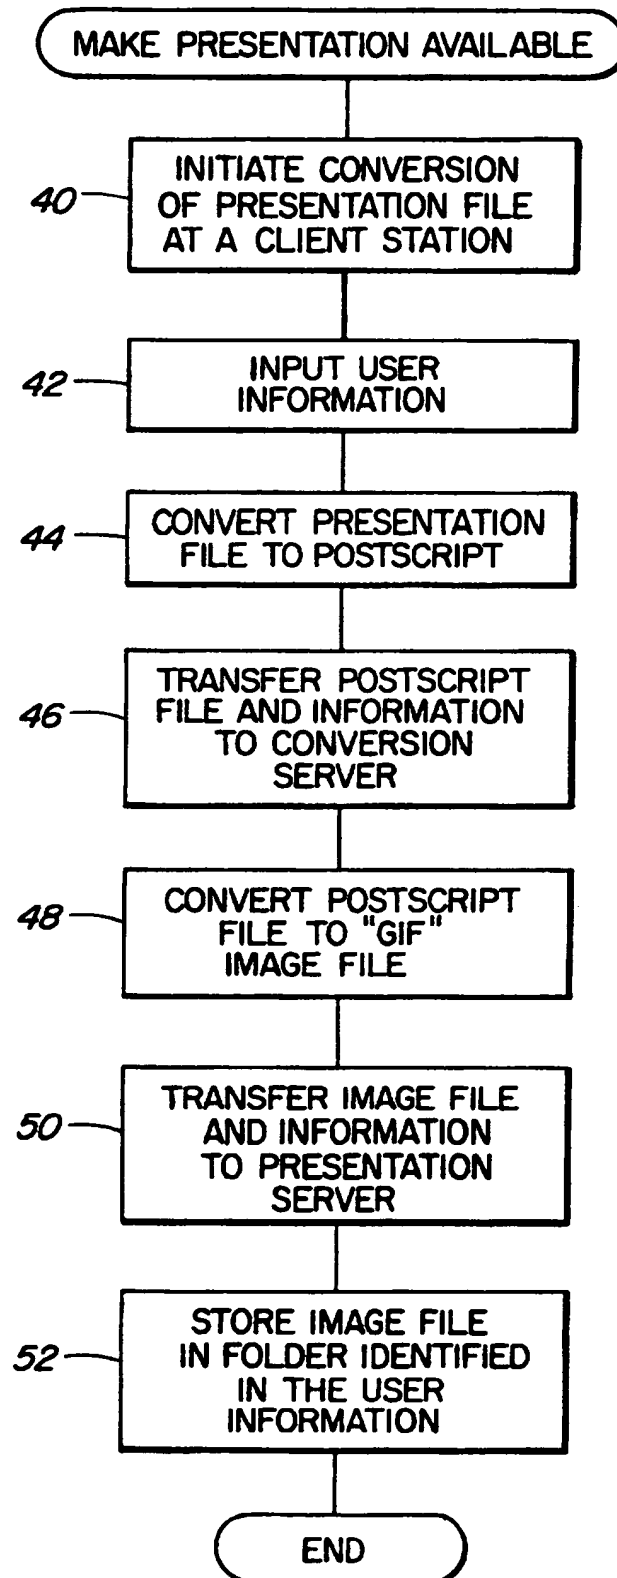 MAKE PRESENTATION AVAILABLE
40
INITIATE CONVERSION
OF PRESENTATION FILE
AT A CLIENT STATION
42
INPUT USER
INFORMATION
44
CONVERT PRESENTATION
FILE TO POSTSCRIPT
46
TRANSFER POSTSCRIPT
FILE AND INFORMATION
TO CONVERSION
SERVER
48
CONVERT POSTSCRIPT
FILE TO "GIF"
IMAGE FILE
50
TRANSFER IMAGE FILE
AND INFORMATION
TO PRESENTATION
SERVER
52
STORE IMAGE FILE
IN FOLDER IDENTIFIED
IN THE USER
INFORMATION
END